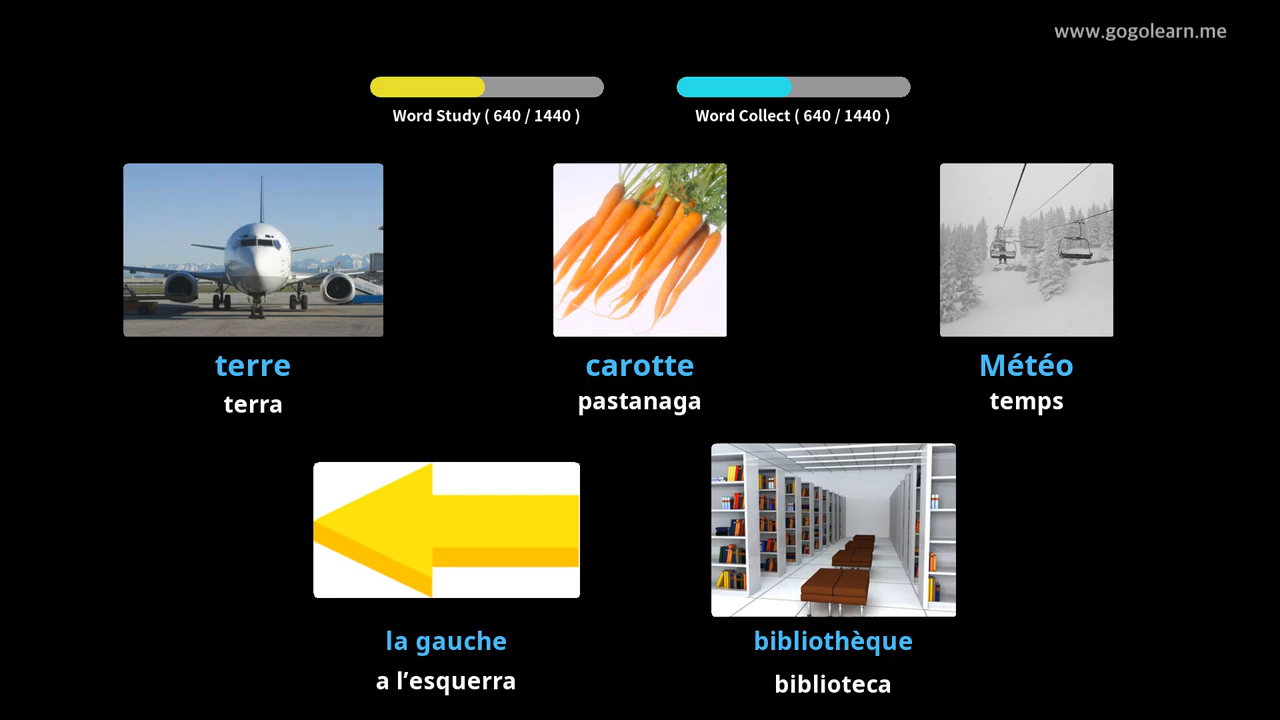 www.gogolearn.me
Word Study ( 640 / 1440 )
Word Collect ( 640 / 1440 )
terre
terra
carotte
pastanaga
Météo
temps
la gauche
a l’esquerra
bibliothèque
biblioteca